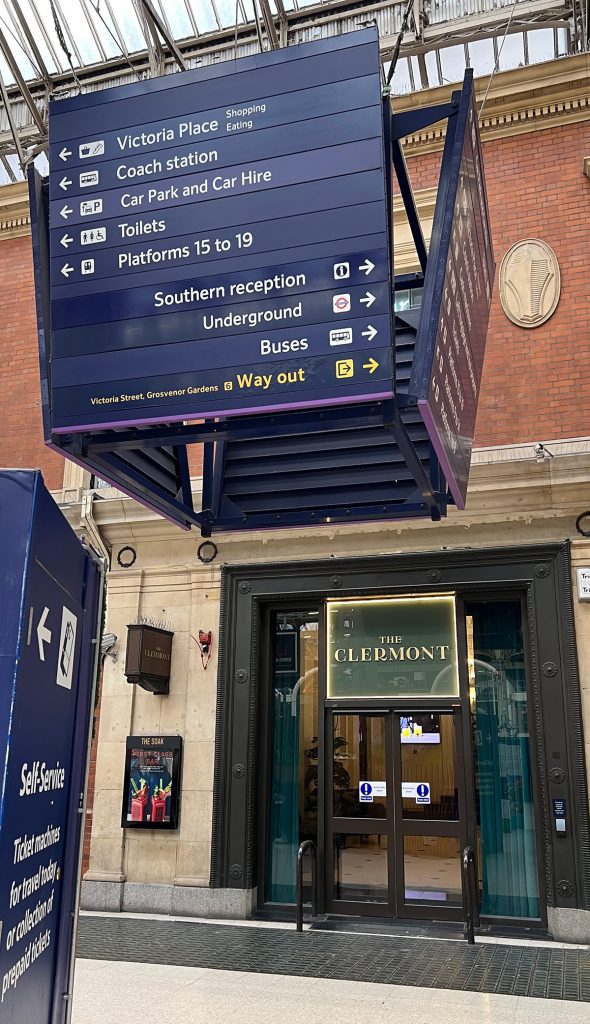 Victoria Place Shopping
Eating
Coach station
Car Park and Car Hire
P
Toilets
Platforms 15 to 19
Southern reception
Underground
Buses
Victoria Street, Grosvenor Gardens 6 Way out
THE
CLERMONT
THE
CLERMONT
THE SOAK
FIRST CLASS
BAR
Self-Service
Ticket machines
for travel today
or collection of
prepaid tickets